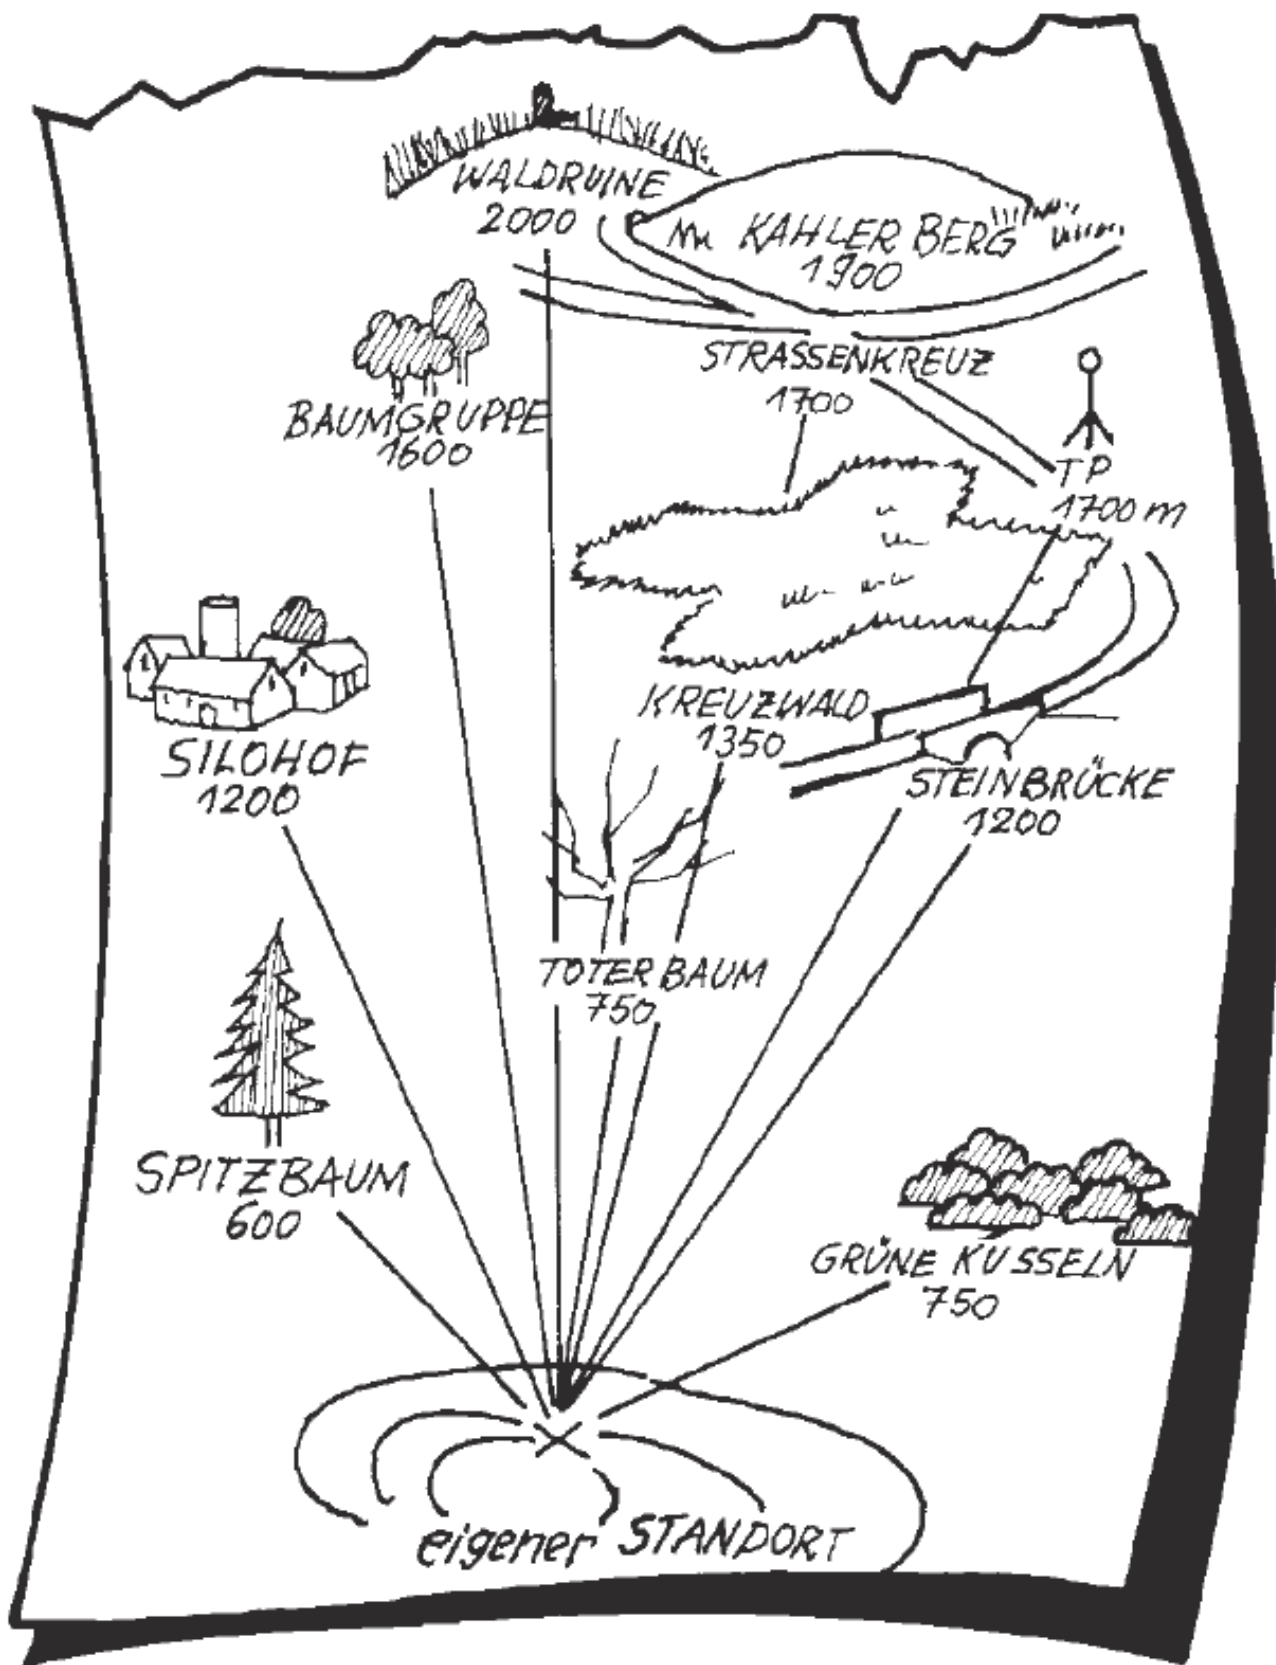 WALDRUINE
2000
KAHLER BERG
1900
STRASSENKREUZ
1700
BAUMGRUPPE
1600
TP
1700 m
SILOHOF
1200
KREUZWALD
1350
STEINBRÜCKE
1200
TOTER BAUM
750
SPITZBAUM
600
GRÜNE KUSSELN
750
eigener STANDORT